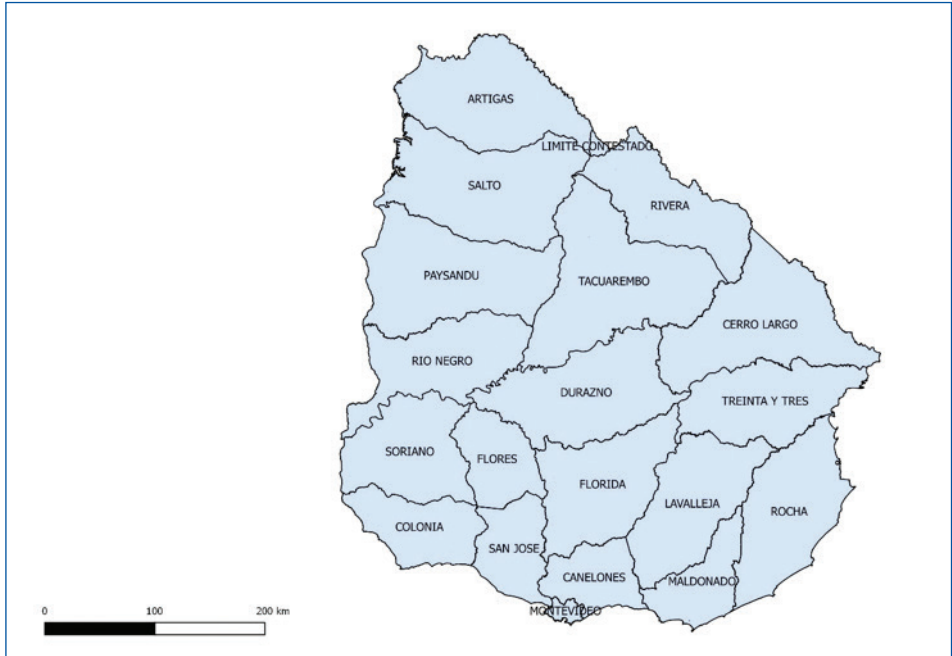 ARTIGAS
LIMITE CONTESTADO
SALTO
RIVERA
PAYSANDU
TACUAREMBO
CERRO LARGO
RIO NEGRO
DURAZNO
TREINTA Y TRES
SORIANO
FLORES
FLORIDA
LAVALLEJA
ROCHA
COLONIA
SAN JOSE
CANELONES
MALDONADO
MONTEVIDEO
0 100 200 km